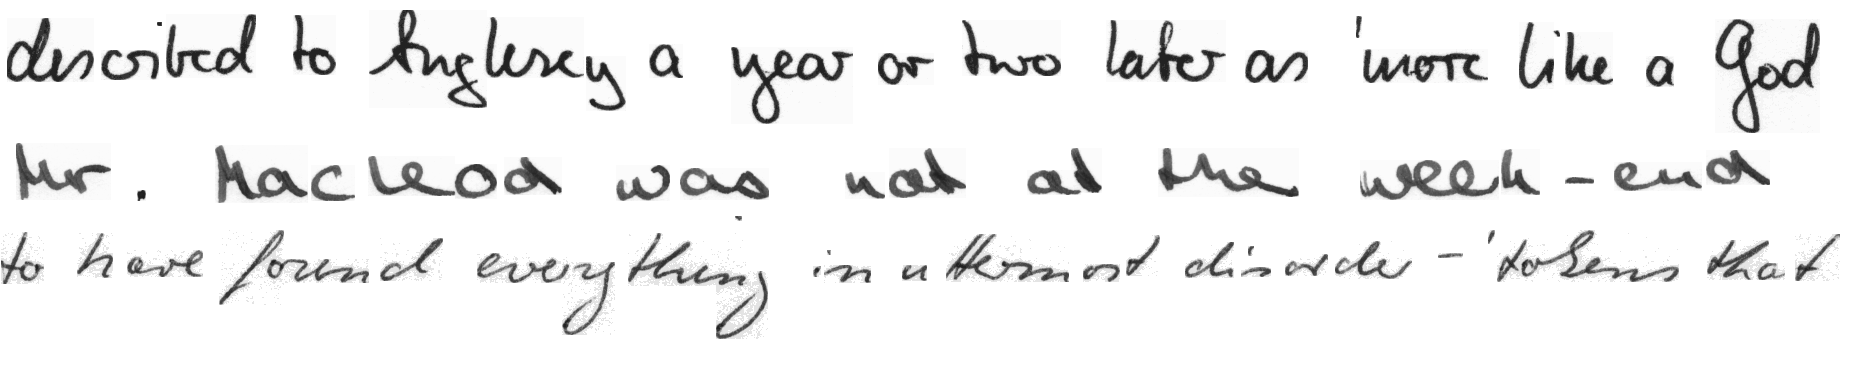 described to Anglesey a year or two later as 'more like a God
Mr. Macleod was not at the week-end
to have found everything in uttermost disorder - 'tokens that